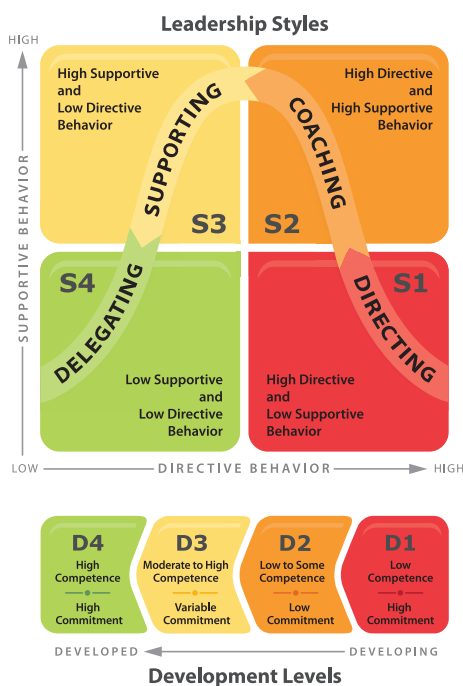 Leadership Styles
HIGH
SUPPORTIVE BEHAVIOR
High Supportive
and
Low Directive
Behavior
SUPPORTING
S3
High Directive
and
High Supportive
Behavior
COACHING
S2
S4
DELEGATING
Low Supportive
and
Low Directive
Behavior
S1
DIRECTING
High Directive
and
Low Supportive
Behavior
LOW
DIRECTIVE BEHAVIOR
HIGH
D4
High
Competence
High
Commitment
D3
Moderate to High
Competence
Variable
Commitment
D2
Low to Some
Competence
Low
Commitment
D1
Low
Competence
High
Commitment
DEVELOPED
DEVELOPING
Development Levels